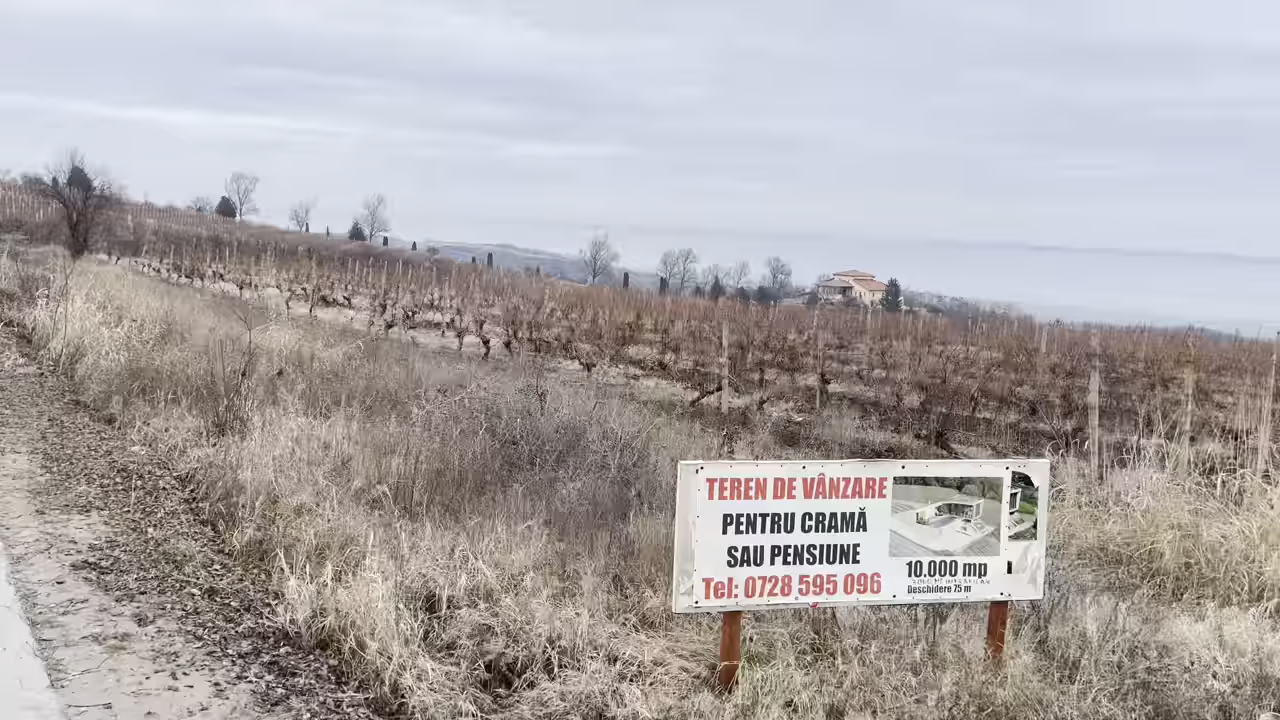 TEREN DE VÂNZARE
PENTRU CRAMĂ
SAU PENSIUNE
Tel: 0728 595 096
10.000 mp
Deschidere 75 m